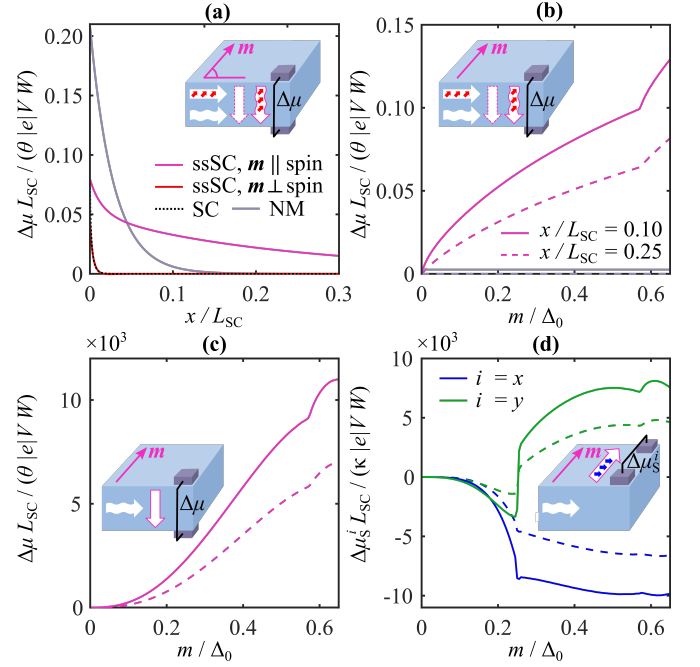 (a)
Δμ L_SC / (θ |e|V W)
0.20
0.15
0.10
0.05
0
m
Δμ
ssSC, m || spin
ssSC, m ⊥ spin
SC NM
0 0.1 0.2 0.3
x / L_SC
(b)
Δμ L_SC / (θ |e|V W)
0.15
0.10
0.05
0
m
Δμ
x / L_SC = 0.10
x / L_SC = 0.25
0 0.2 0.4 0.6
m / Δ_0
(c)
×10³
Δμ L_SC / (θ |e|V W)
10
5
0
m
Δμ
0 0.2 0.4 0.6
m / Δ_0
(d)
×10³
Δμ_S^i L_SC / (κ |e|V W)
10
5
0
-5
-10
i = x
i = y
m
Δμ_S^i
0 0.2 0.4 0.6
m / Δ_0